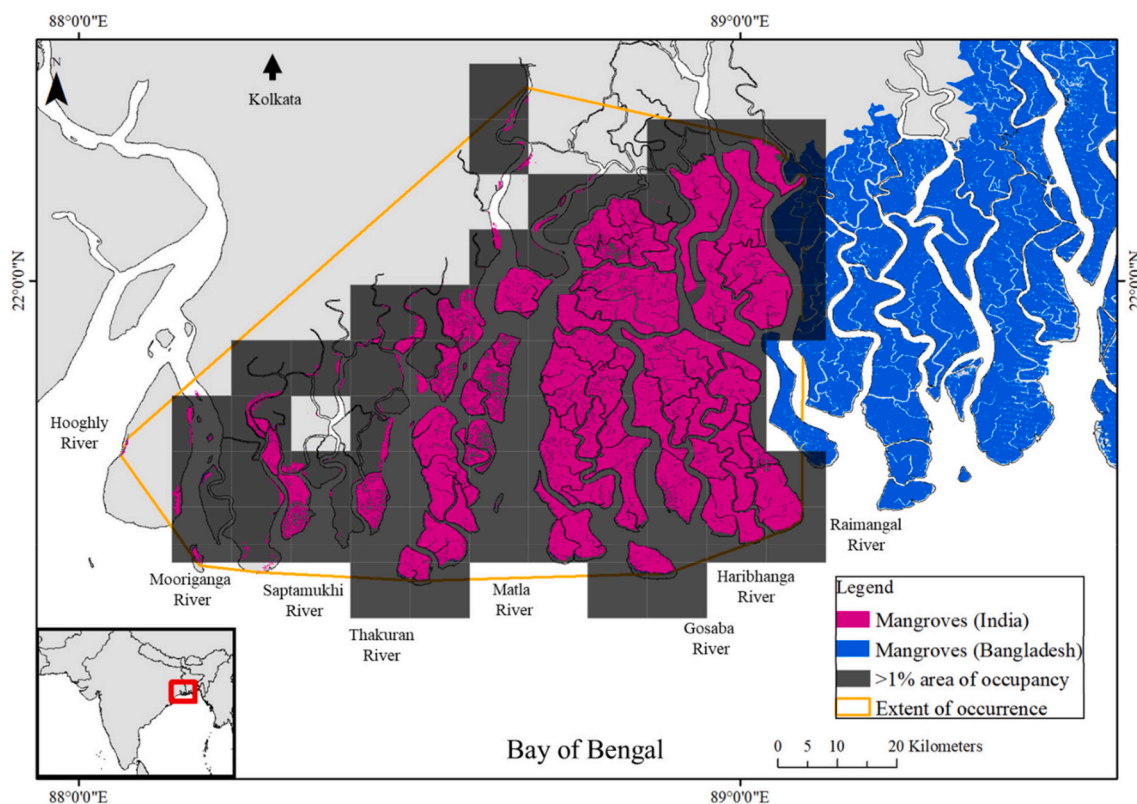 88°0'0"E
89°0'0"E
N
Kolkata
22°0'0"N
22°0'0"N
Hooghly
River
Mooriganga
River
Saptamukhi
River
Thakuran
River
Matla
River
Gosaba
River
Haribhanga
River
Raimangal
River
Legend
Mangroves (India)
Mangroves (Bangladesh)
>1% area of occupancy
Extent of occurrence
Bay of Bengal
0 5 10 20 Kilometers
88°0'0"E
89°0'0"E